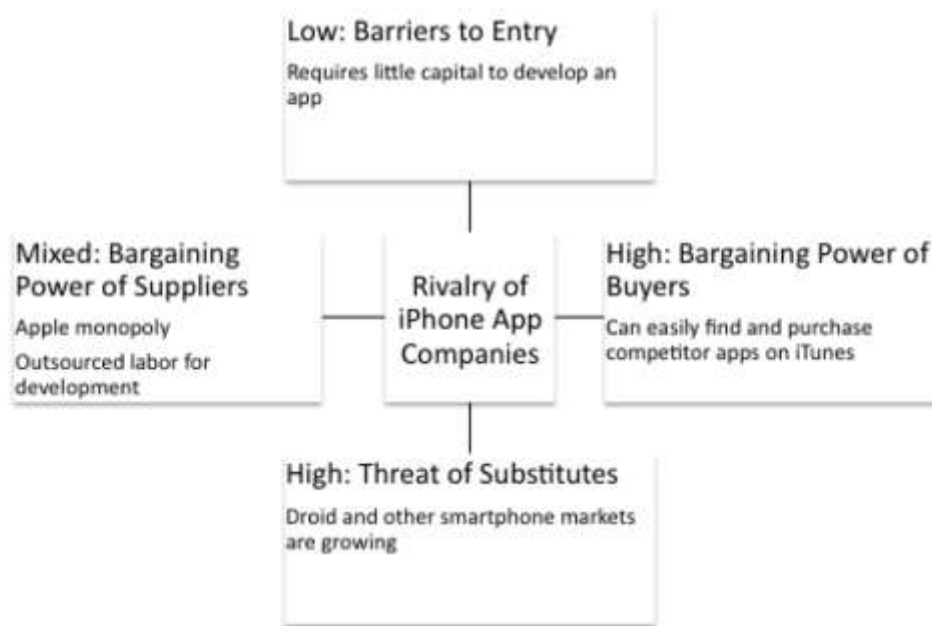 Low: Barriers to Entry
Requires little capital to develop an
app
Mixed: Bargaining
Power of Suppliers
Apple monopoly
Outsourced labor for
development
Rivalry of
iPhone App
Companies
High: Bargaining Power of
Buyers
Can easily find and purchase
competitor apps on iTunes
High: Threat of Substitutes
Droid and other smartphone markets
are growing